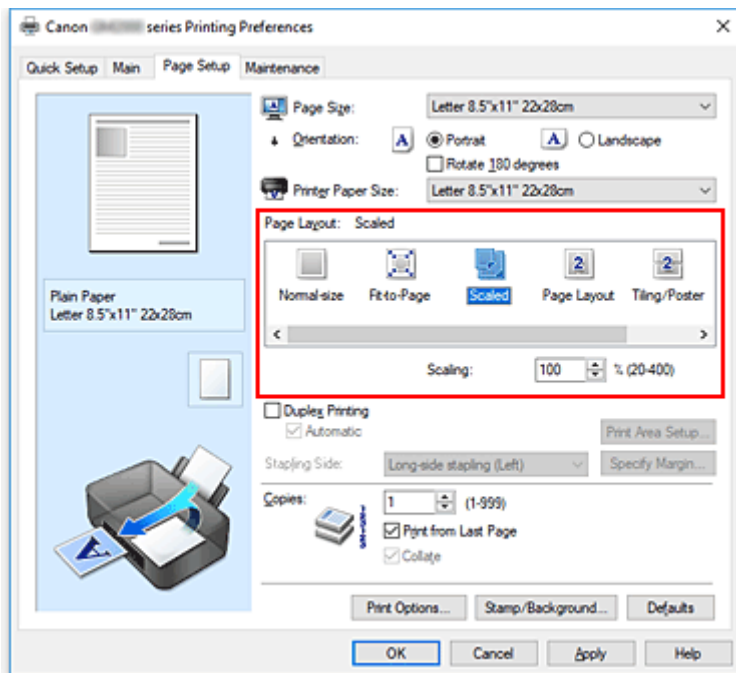 Canon series Printing Preferences
Quick Setup Main Page Setup Maintenance
Page Size: Letter 8.5"x11" 22x28cm
Orientation: A Portrait A Landscape
Rotate 180 degrees
Printer Paper Size: Letter 8.5"x11" 22x28cm
Page Layout: Scaled
Normal-size Fit-to-Page Scaled Page Layout Tiling/Poster
Plain Paper
Letter 8.5"x11" 22x28cm
Scaling: 100 % (20-400)
Duplex Printing
Automatic
Print Area Setup...
Stapling Side: Long-side stapling (Left) Specify Margin...
Copies: 1 (1-999)
Print from Last Page
Collate
Print Options... Stamp/Background... Defaults
OK Cancel Apply Help